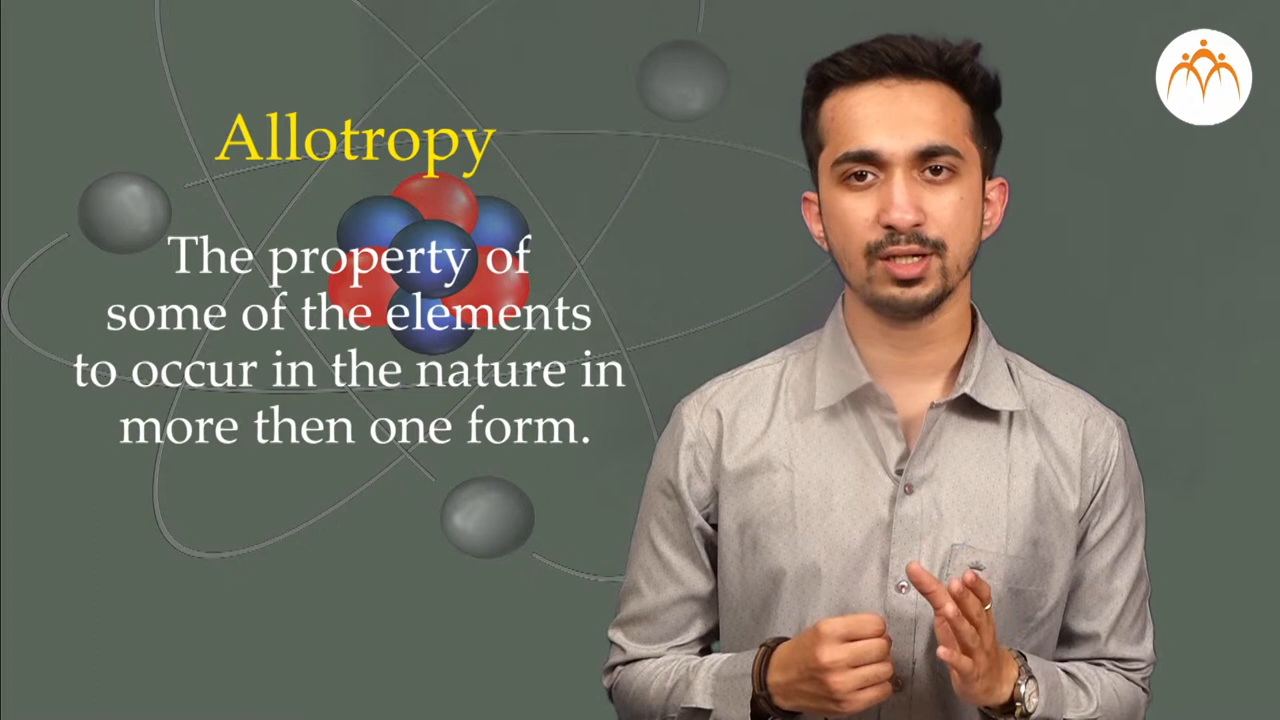 Allotropy
The property of
some of the elements
to occur in the nature in
more then one form.